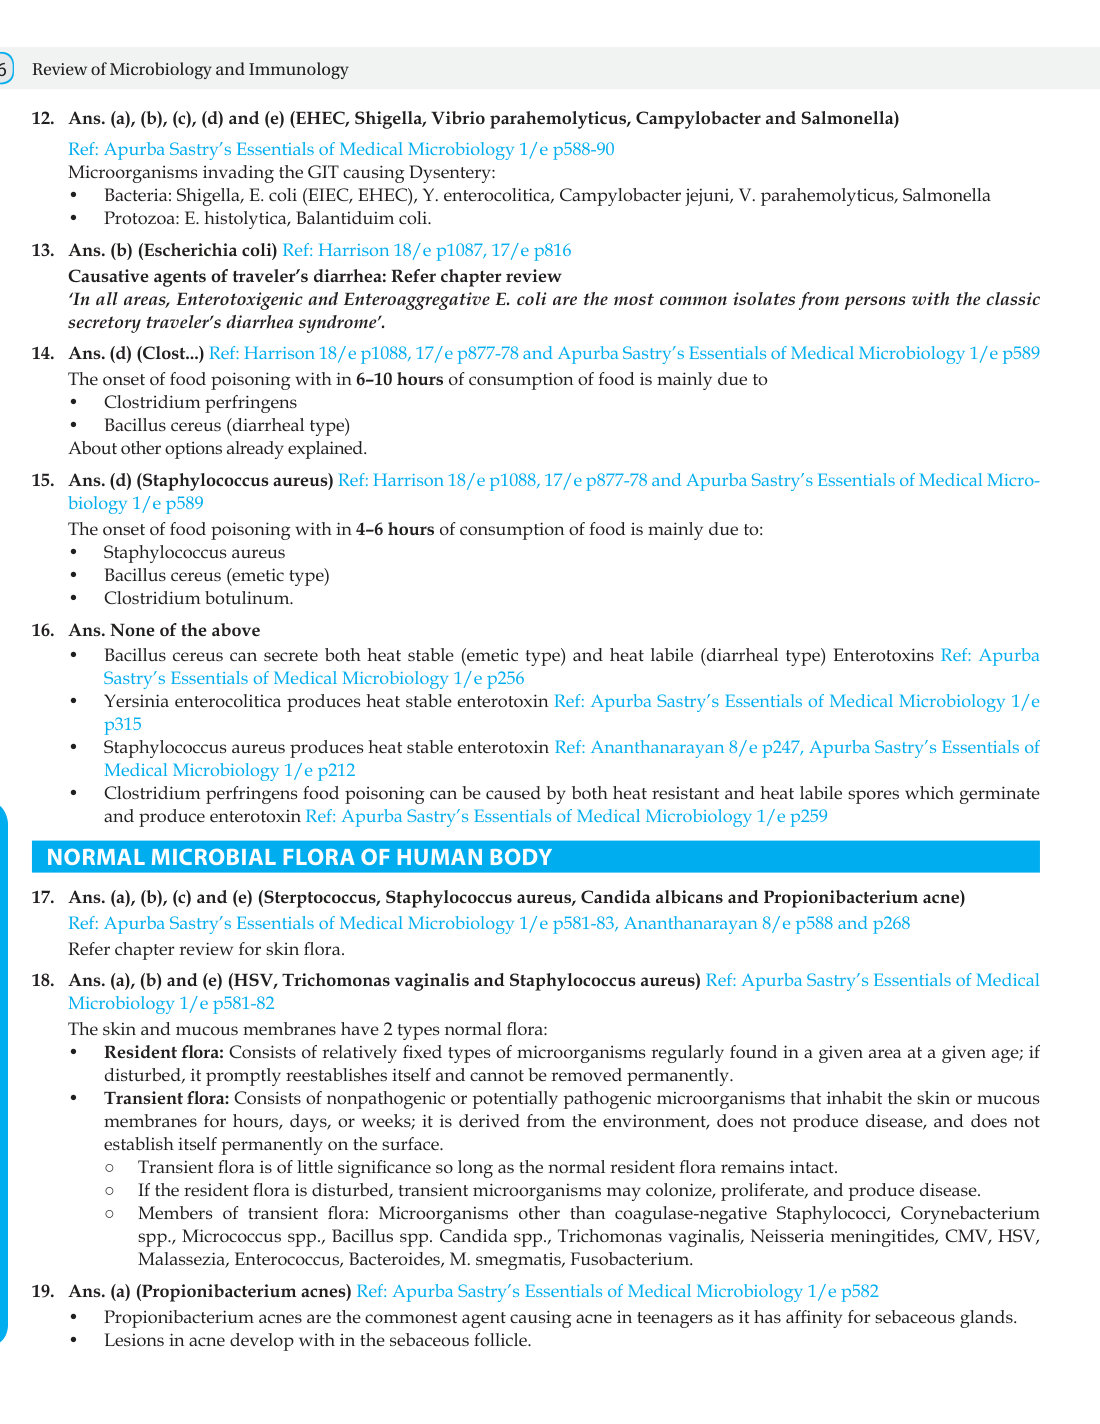 6 Review of Microbiology and Immunology
12. Ans. (a), (b), (c), (d) and (e) (EHEC, Shigella, Vibrio parahemolyticus, Campylobacter and Salmonella)
Ref: Apurba Sastry’s Essentials of Medical Microbiology 1/e p588-90
Microorganisms invading the GIT causing Dysentery:
• Bacteria: Shigella, E. coli (EIEC, EHEC), Y. enterocolitica, Campylobacter jejuni, V. parahemolyticus, Salmonella
• Protozoa: E. histolytica, Balantiduim coli.
13. Ans. (b) (Escherichia coli) Ref: Harrison 18/e p1087, 17/e p816
Causative agents of traveler’s diarrhea: Refer chapter review
‘In all areas, Enterotoxigenic and Enteroaggregative E. coli are the most common isolates from persons with the classic
secretory traveler’s diarrhea syndrome’.
14. Ans. (d) (Clost...) Ref: Harrison 18/e p1088, 17/e p877-78 and Apurba Sastry’s Essentials of Medical Microbiology 1/e p589
The onset of food poisoning with in 6–10 hours of consumption of food is mainly due to
• Clostridium perfringens
• Bacillus cereus (diarrheal type)
About other options already explained.
15. Ans. (d) (Staphylococcus aureus) Ref: Harrison 18/e p1088, 17/e p877-78 and Apurba Sastry’s Essentials of Medical Micro-
biology 1/e p589
The onset of food poisoning with in 4–6 hours of consumption of food is mainly due to:
• Staphylococcus aureus
• Bacillus cereus (emetic type)
• Clostridium botulinum.
16. Ans. None of the above
• Bacillus cereus can secrete both heat stable (emetic type) and heat labile (diarrheal type) Enterotoxins Ref: Apurba
Sastry’s Essentials of Medical Microbiology 1/e p256
• Yersinia enterocolitica produces heat stable enterotoxin Ref: Apurba Sastry’s Essentials of Medical Microbiology 1/e
p315
• Staphylococcus aureus produces heat stable enterotoxin Ref: Ananthanarayan 8/e p247, Apurba Sastry’s Essentials of
Medical Microbiology 1/e p212
• Clostridium perfringens food poisoning can be caused by both heat resistant and heat labile spores which germinate
and produce enterotoxin Ref: Apurba Sastry’s Essentials of Medical Microbiology 1/e p259
NORMAL MICROBIAL FLORA OF HUMAN BODY
17. Ans. (a), (b), (c) and (e) (Sterptococcus, Staphylococcus aureus, Candida albicans and Propionibacterium acne)
Ref: Apurba Sastry’s Essentials of Medical Microbiology 1/e p581-83, Ananthanarayan 8/e p588 and p268
Refer chapter review for skin flora.
18. Ans. (a), (b) and (e) (HSV, Trichomonas vaginalis and Staphylococcus aureus) Ref: Apurba Sastry’s Essentials of Medical
Microbiology 1/e p581-82
The skin and mucous membranes have 2 types normal flora:
• Resident flora: Consists of relatively fixed types of microorganisms regularly found in a given area at a given age; if
disturbed, it promptly reestablishes itself and cannot be removed permanently.
• Transient flora: Consists of nonpathogenic or potentially pathogenic microorganisms that inhabit the skin or mucous
membranes for hours, days, or weeks; it is derived from the environment, does not produce disease, and does not
establish itself permanently on the surface.
○ Transient flora is of little significance so long as the normal resident flora remains intact.
○ If the resident flora is disturbed, transient microorganisms may colonize, proliferate, and produce disease.
○ Members of transient flora: Microorganisms other than coagulase-negative Staphylococci, Corynebacterium
spp., Micrococcus spp., Bacillus spp. Candida spp., Trichomonas vaginalis, Neisseria meningitides, CMV, HSV,
Malassezia, Enterococcus, Bacteroides, M. smegmatis, Fusobacterium.
19. Ans. (a) (Propionibacterium acnes) Ref: Apurba Sastry’s Essentials of Medical Microbiology 1/e p582
• Propionibacterium acnes are the commonest agent causing acne in teenagers as it has affinity for sebaceous glands.
• Lesions in acne develop with in the sebaceous follicle.